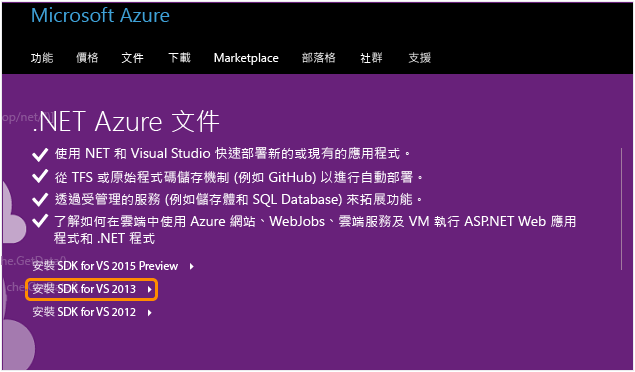 Microsoft Azure
功能 價格 文件 下載 Marketplace 部落格 社群 支援
.NET Azure 文件
使用 NET 和 Visual Studio 快速部署新的或現有的應用程式。
從 TFS 或原始程式碼儲存機制 (例如 GitHub) 以進行自動部署。
透過受管理的服務 (例如儲存體和 SQL Database) 來拓展功能。
了解如何在雲端中使用 Azure 網站、WebJobs、雲端服務及 VM 執行 ASP.NET Web 應用
程式和 .NET 程式
安裝 SDK for VS 2015 Preview
安裝 SDK for VS 2013
安裝 SDK for VS 2012